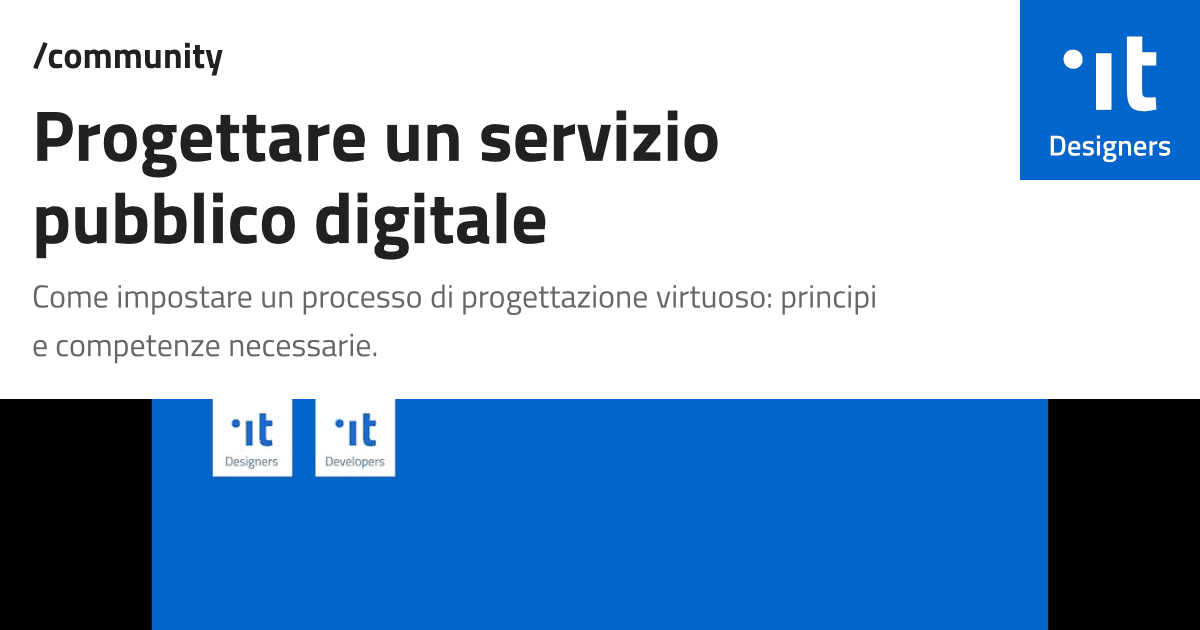 /community
Progettare un servizio
pubblico digitale
Come impostare un processo di progettazione virtuoso: principi
e competenze necessarie.
it
Designers
it
Designers
it
Developers